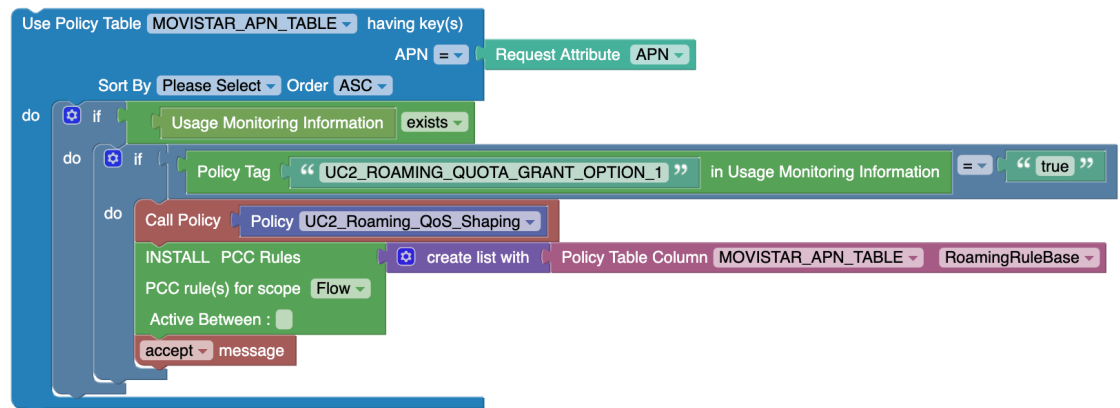 Use Policy Table MOVISTAR_APN_TABLE having key(s)
APN = Request Attribute APN
Sort By Please Select Order ASC
do if Usage Monitoring Information exists
do if Policy Tag “ UC2_ROAMING_QUOTA_GRANT_OPTION_1 ” in Usage Monitoring Information = “ true ”
do Call Policy Policy UC2_Roaming_QoS_Shaping
INSTALL PCC Rules create list with Policy Table Column MOVISTAR_APN_TABLE RoamingRuleBase
PCC rule(s) for scope Flow
Active Between :
accept message